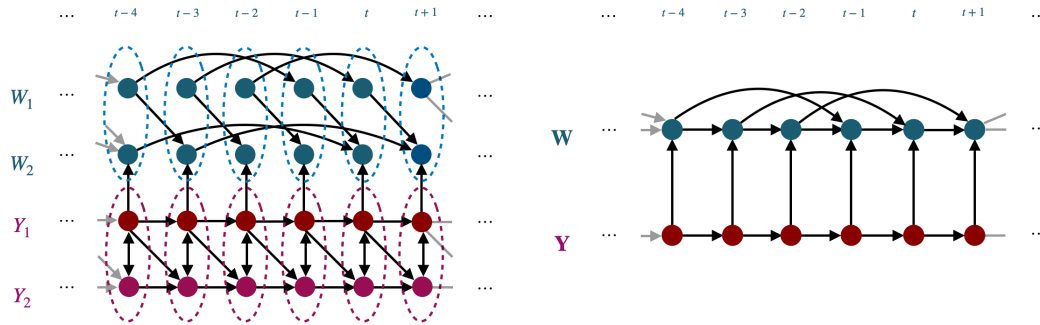 ... t − 4 t − 3 t − 2 t − 1 t t + 1 ... ... t − 4 t − 3 t − 2 t − 1 t t + 1 ...
W₁ ... ...
W ... ...
W₂ ... ...
Y₁ ... ...
Y ... ...
Y₂ ... ...